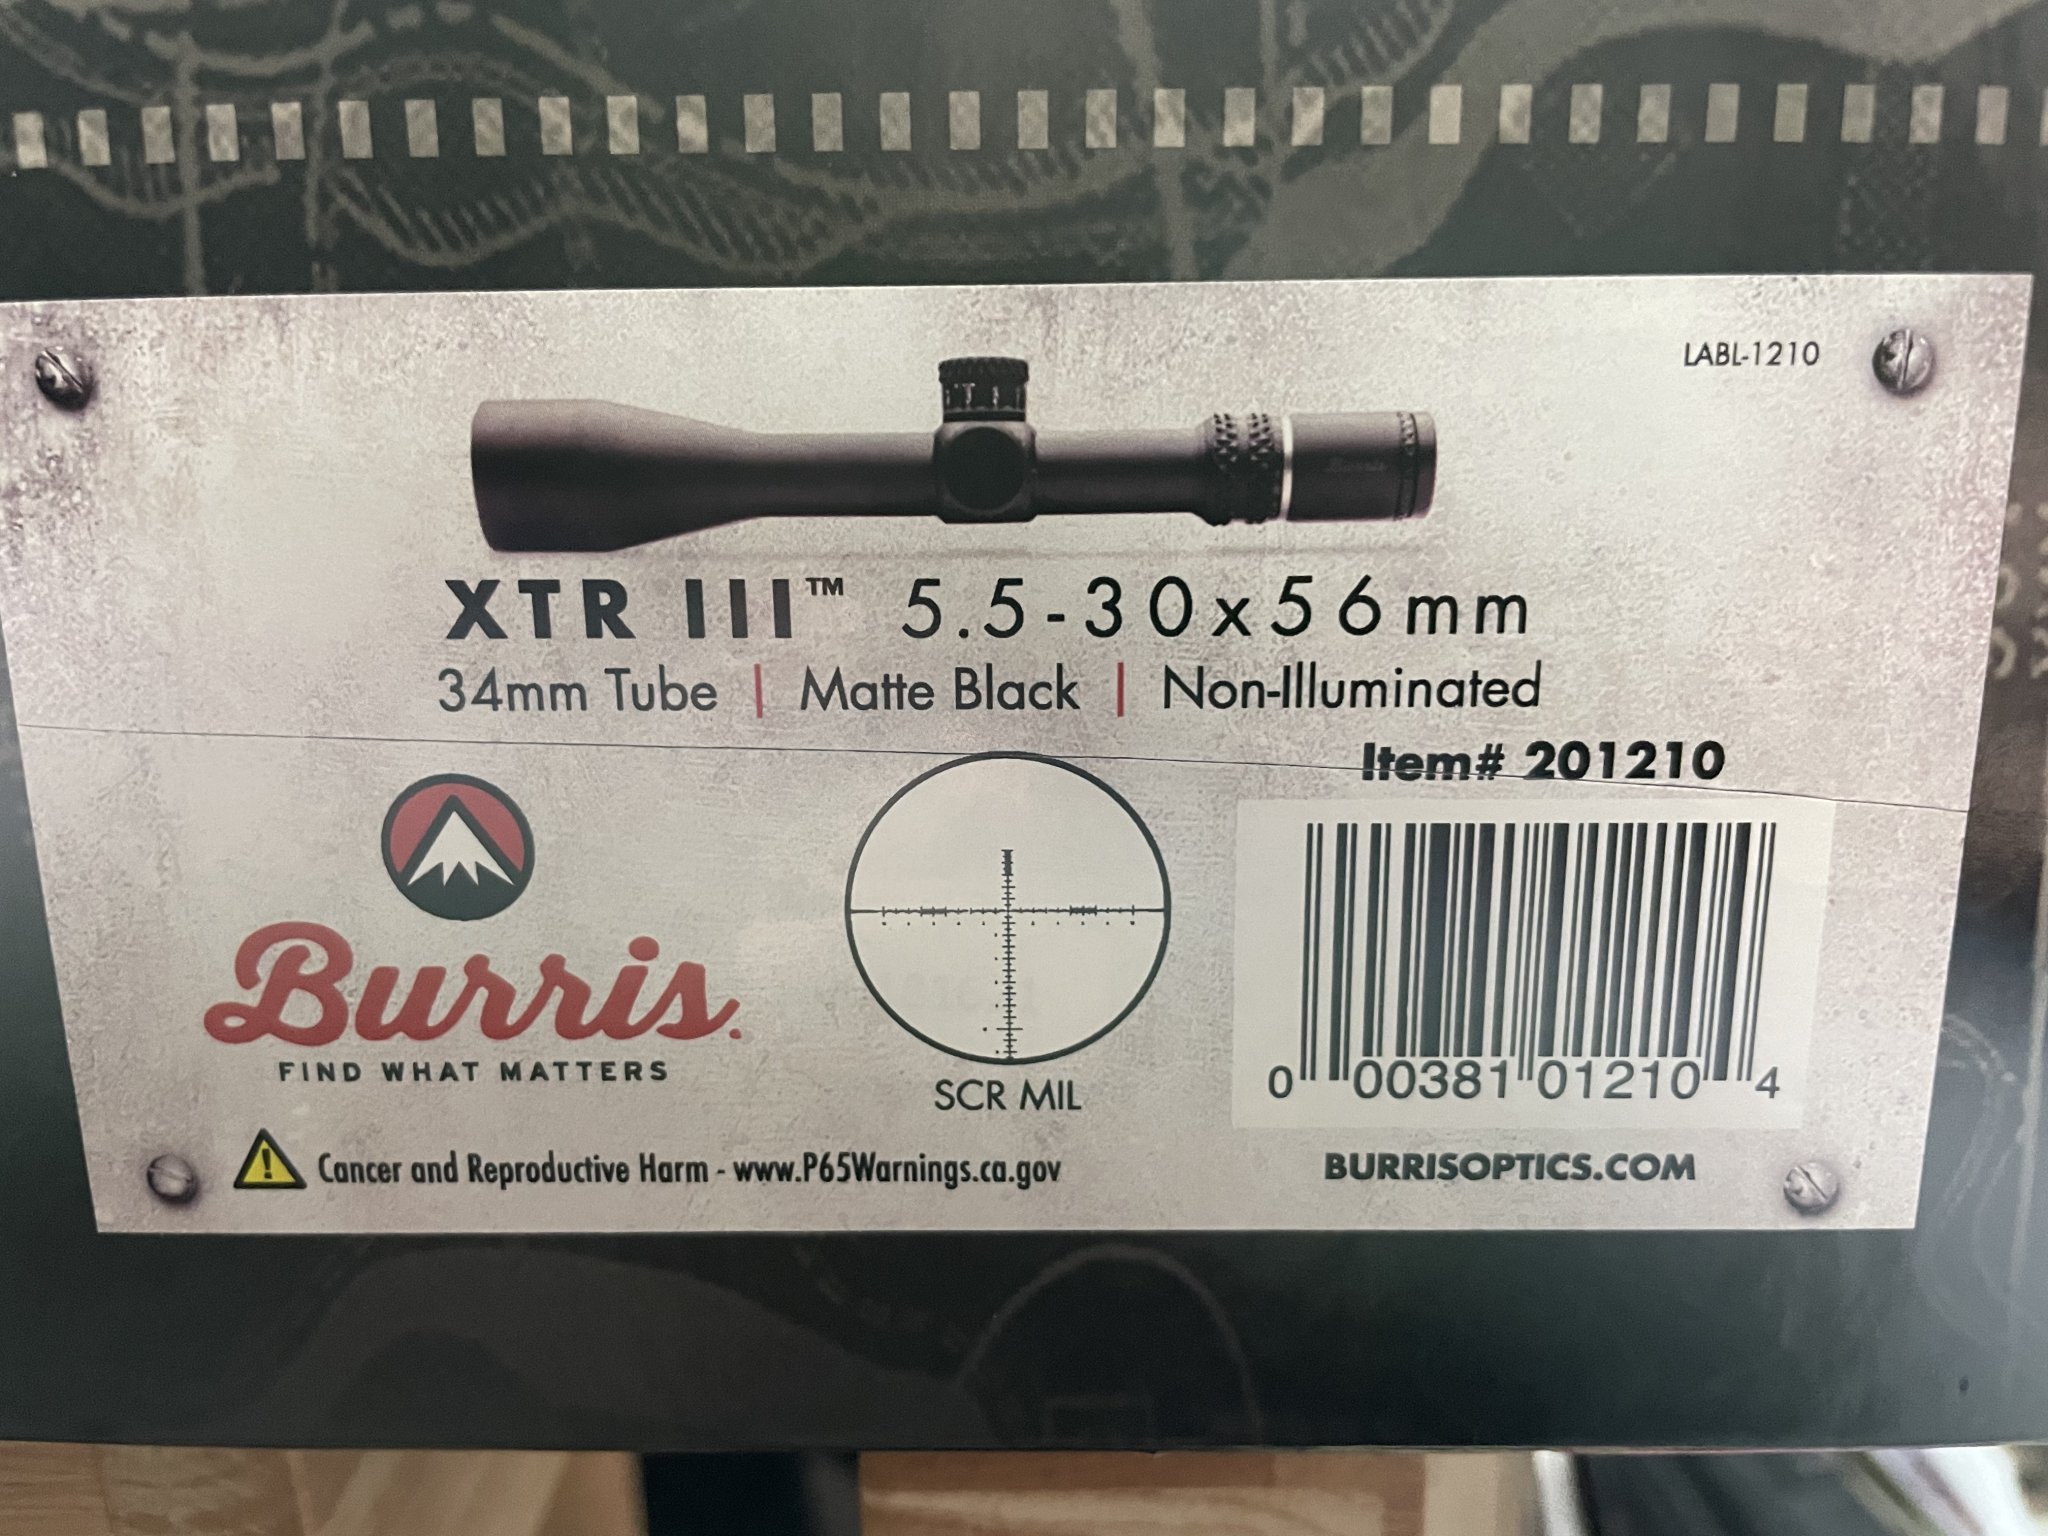 LABL-1210
Burris
XTR III™ 5.5-30x56mm
34mm Tube | Matte Black | Non-Illuminated
Item# 201210
Burris.
FIND WHAT MATTERS
SCR MIL
0 00381 01210 4
Cancer and Reproductive Harm - www.P65Warnings.ca.gov
BURRISOPTICS.COM